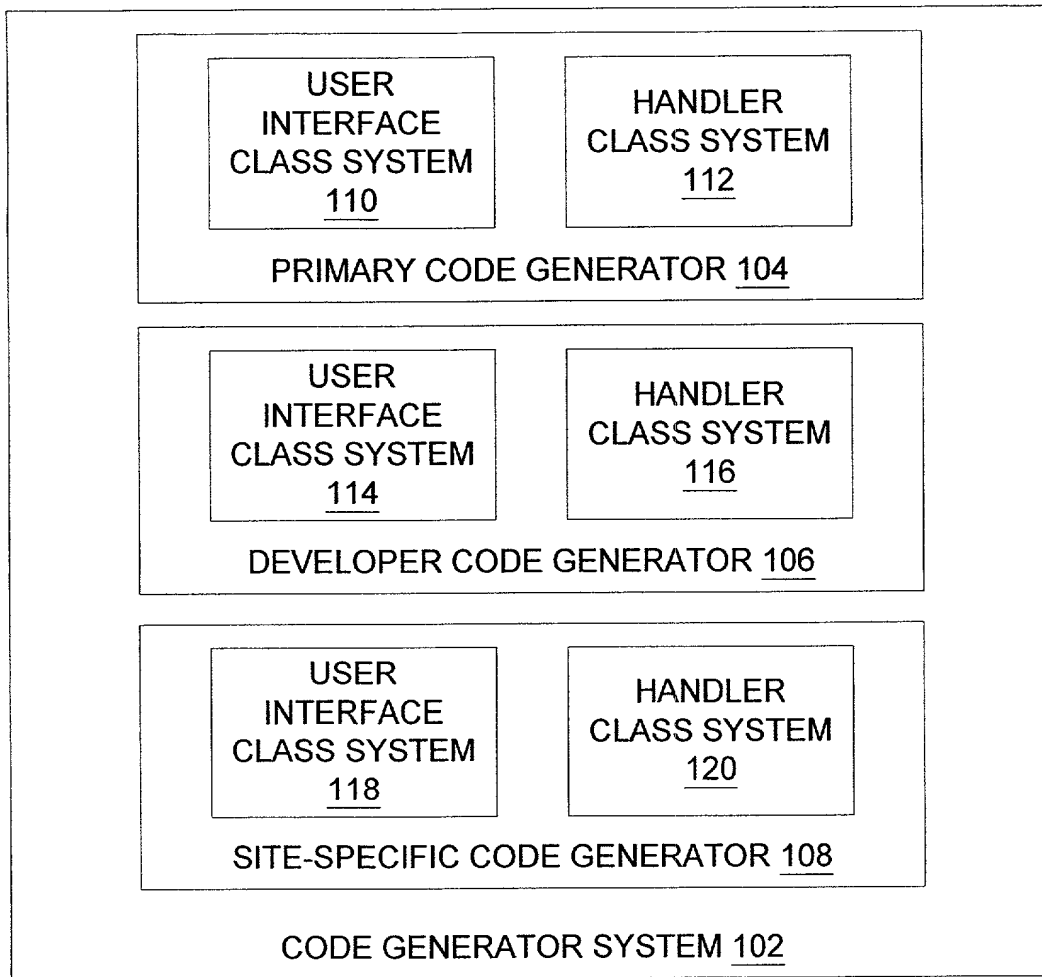 USER
INTERFACE
CLASS SYSTEM
110
HANDLER
CLASS SYSTEM
112
PRIMARY CODE GENERATOR 104
USER
INTERFACE
CLASS SYSTEM
114
HANDLER
CLASS SYSTEM
116
DEVELOPER CODE GENERATOR 106
USER
INTERFACE
CLASS SYSTEM
118
HANDLER
CLASS SYSTEM
120
SITE-SPECIFIC CODE GENERATOR 108
CODE GENERATOR SYSTEM 102